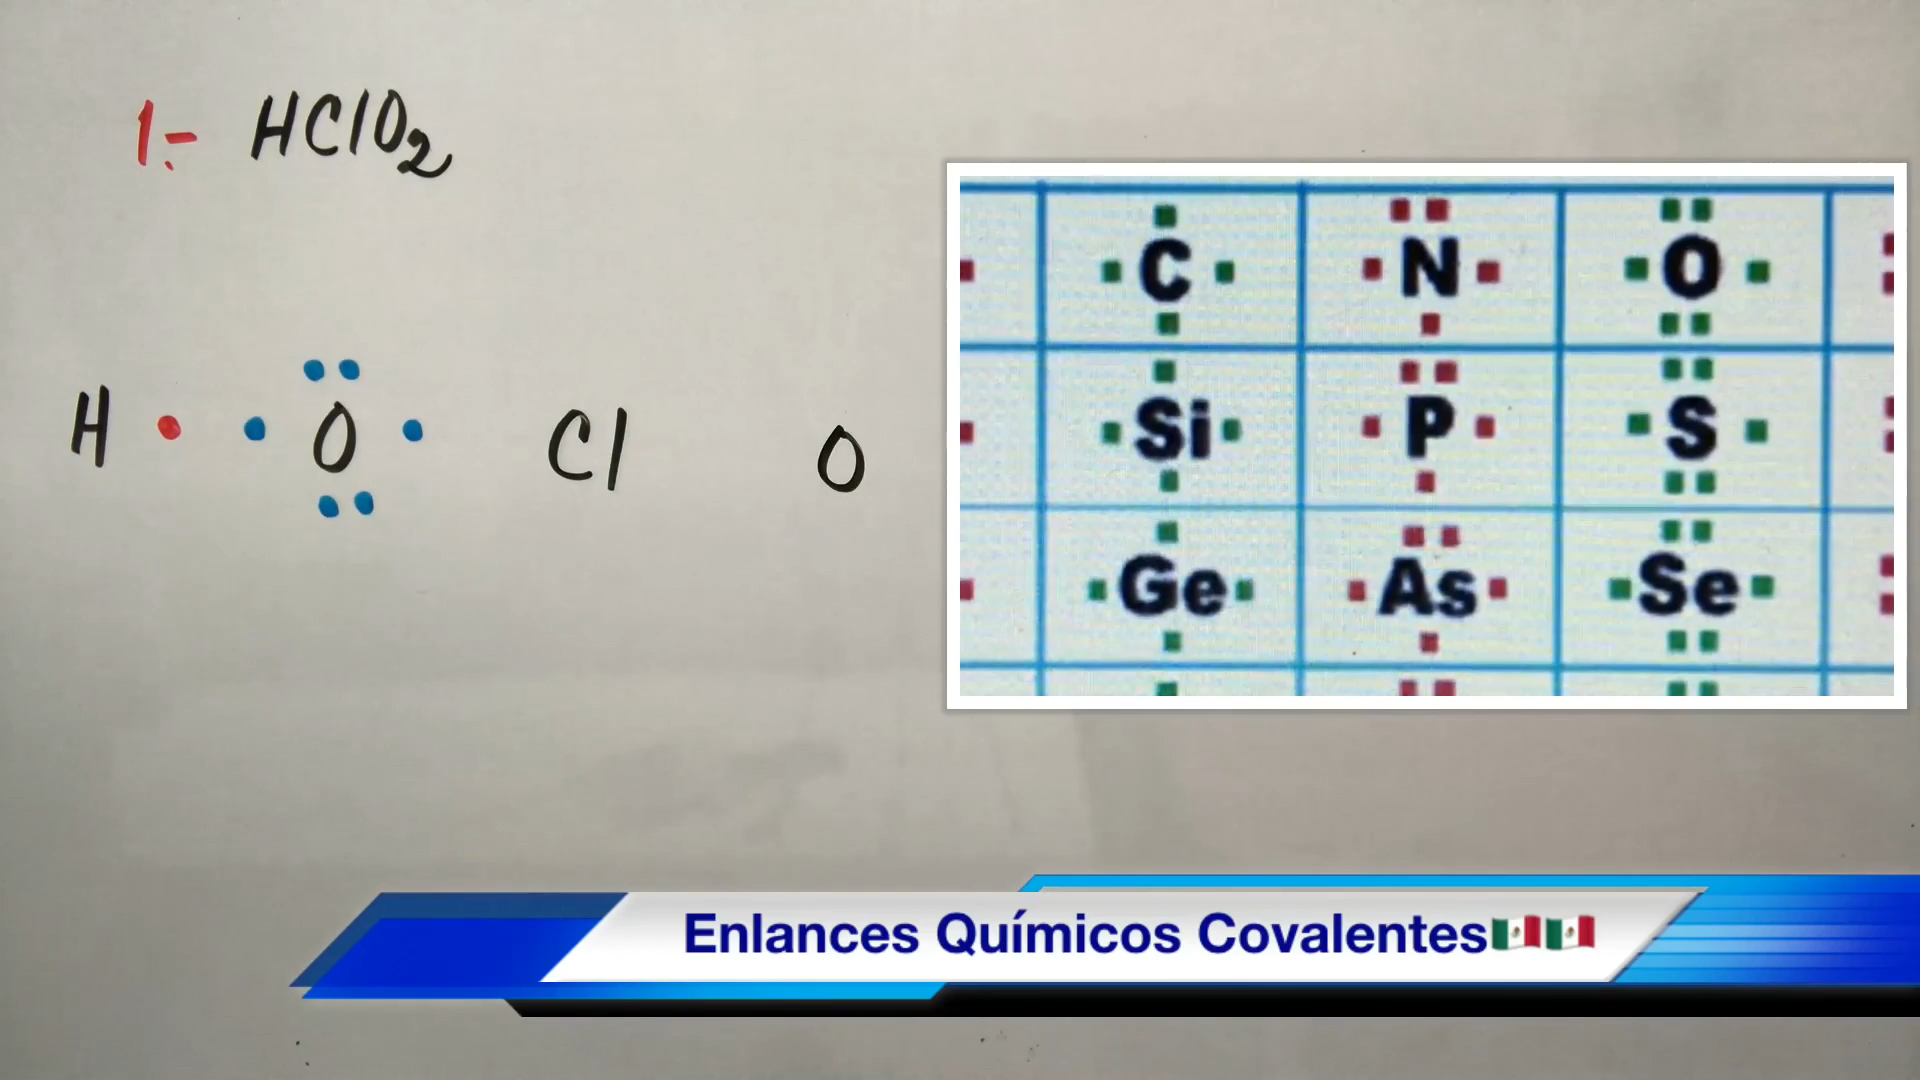 1.- HClO₂
H O Cl O
C N O
Si P S
Ge As Se
Enlances Químicos Covalentes🇲🇽🇲🇽